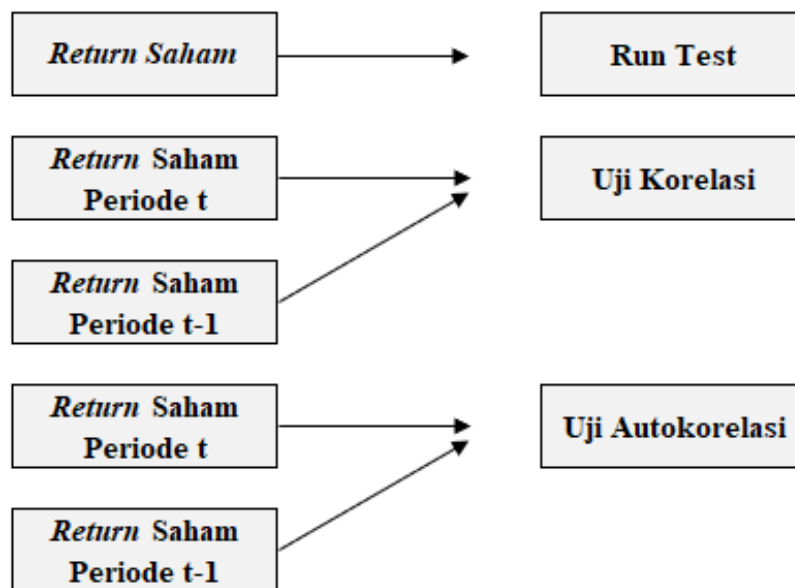 Return Saham
Run Test
Return Saham
Periode t
Uji Korelasi
Return Saham
Periode t-1
Return Saham
Periode t
Uji Autokorelasi
Return Saham
Periode t-1